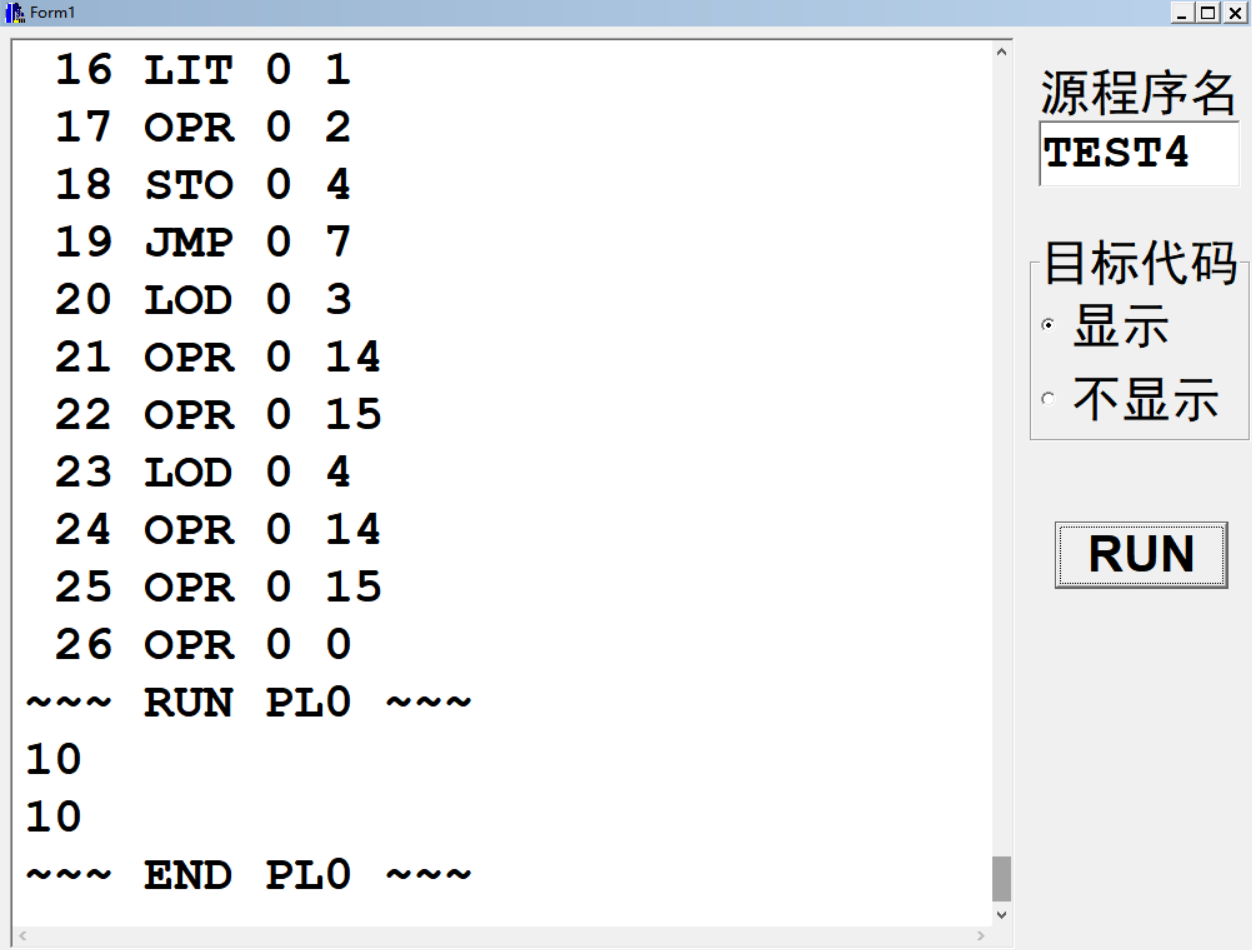 Form1
16 LIT 0 1
17 OPR 0 2
18 STO 0 4
19 JMP 0 7
20 LOD 0 3
21 OPR 0 14
22 OPR 0 15
23 LOD 0 4
24 OPR 0 14
25 OPR 0 15
26 OPR 0 0
~~~ RUN PL0 ~~~
10
10
~~~ END PL0 ~~~
源程序名
TEST4
目标代码
显示
不显示
RUN